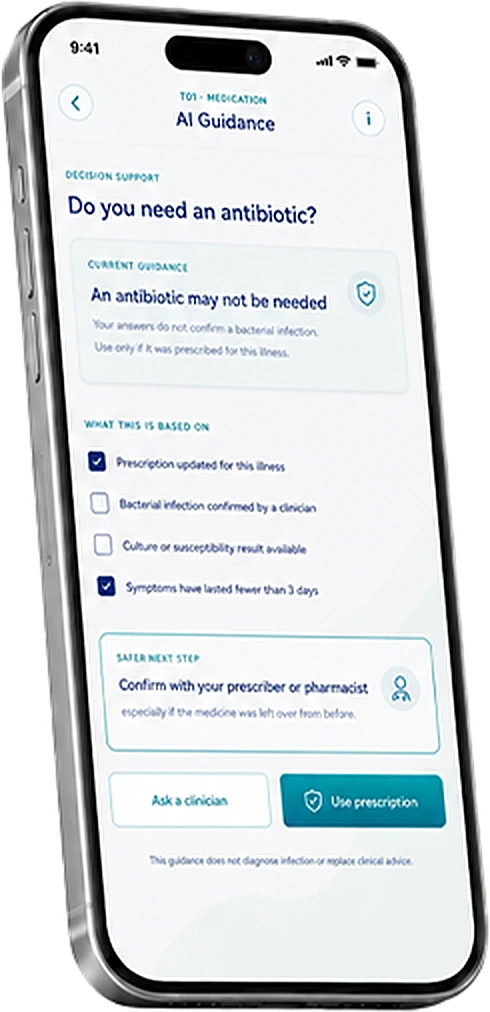 9:41
T01 - MEDICATION
AI Guidance
i
DECISION SUPPORT
Do you need an antibiotic?
CURRENT GUIDANCE
An antibiotic may not be needed
Your answers do not confirm a bacterial infection.
Use only if it was prescribed for this illness.
WHAT THIS IS BASED ON
Prescription updated for this illness
Bacterial infection confirmed by a clinician
Culture or susceptibility result available
Symptoms have lasted fewer than 3 days
SAFER NEXT STEP
Confirm with your prescriber or pharmacist
especially if the medicine was left over from before.
Ask a clinician
Use prescription
This guidance does not diagnose infection or replace clinical advice.